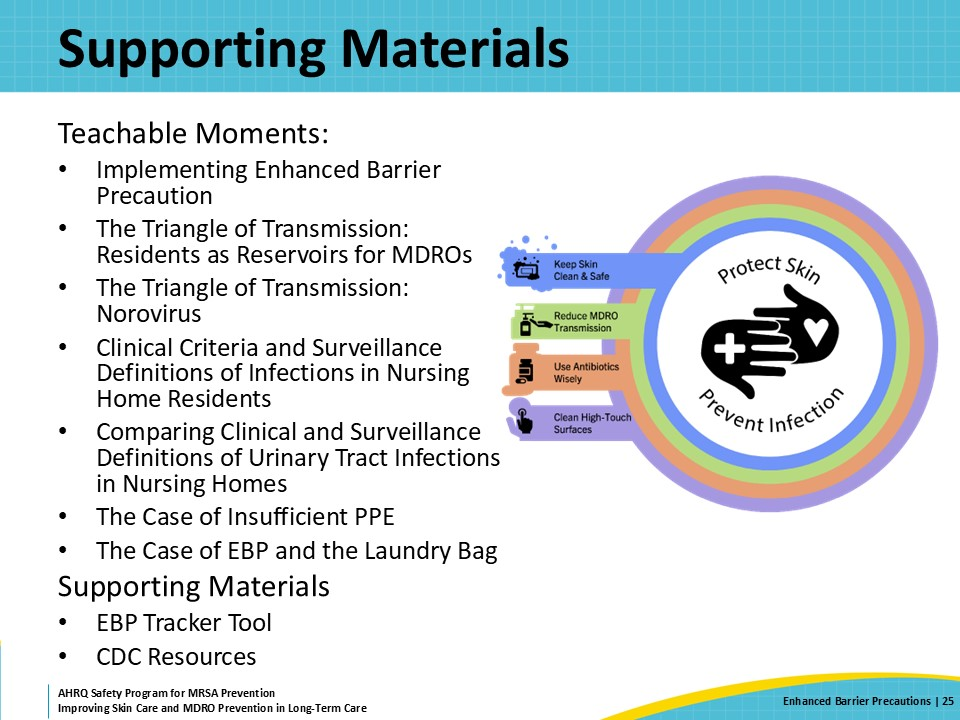 Supporting Materials
Teachable Moments:
• Implementing Enhanced Barrier
Precaution
• The Triangle of Transmission:
Residents as Reservoirs for MDROs
• The Triangle of Transmission:
Norovirus
• Clinical Criteria and Surveillance
Definitions of Infections in Nursing
Home Residents
• Comparing Clinical and Surveillance
Definitions of Urinary Tract Infections
in Nursing Homes
• The Case of Insufficient PPE
• The Case of EBP and the Laundry Bag
Supporting Materials
• EBP Tracker Tool
• CDC Resources
Keep Skin
Clean & Safe
Reduce MDRO
Transmission
Use Antibiotics
Wisely
Clean High-Touch
Surfaces
Protect Skin
Prevent Infection
AHRQ Safety Program for MRSA Prevention
Improving Skin Care and MDRO Prevention in Long-Term Care
Enhanced Barrier Precautions | 25